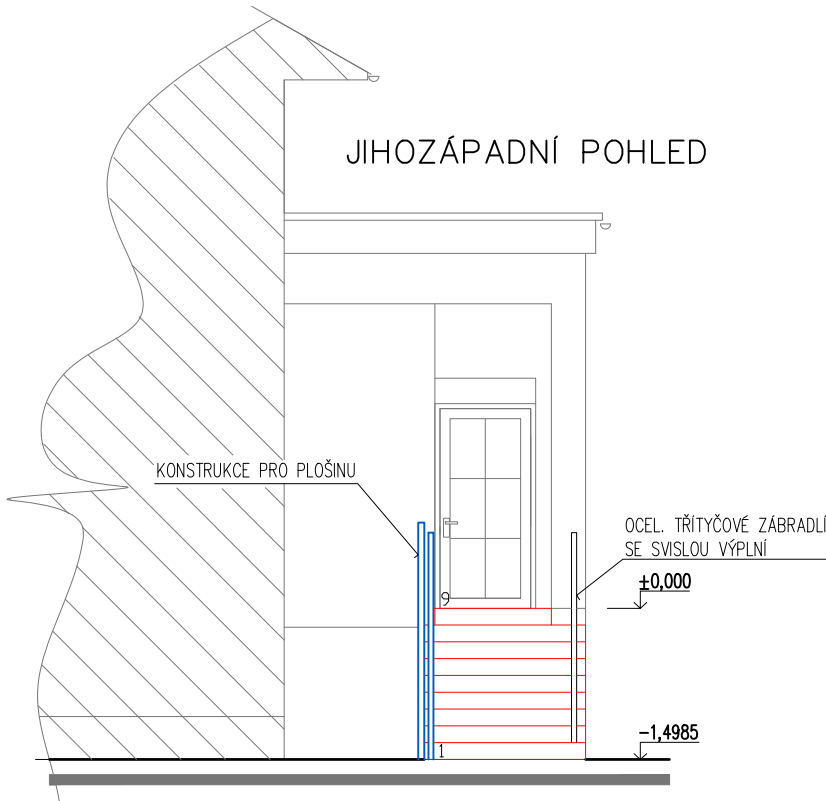 JIHOZÁPADNÍ POHLED
KONSTRUKCE PRO PLOŠINU
OCEL. TŘÍTYČOVÉ ZÁBRADLÍ
SE SVISLOU VÝPLNÍ
±0,000
9
-1,4985
1